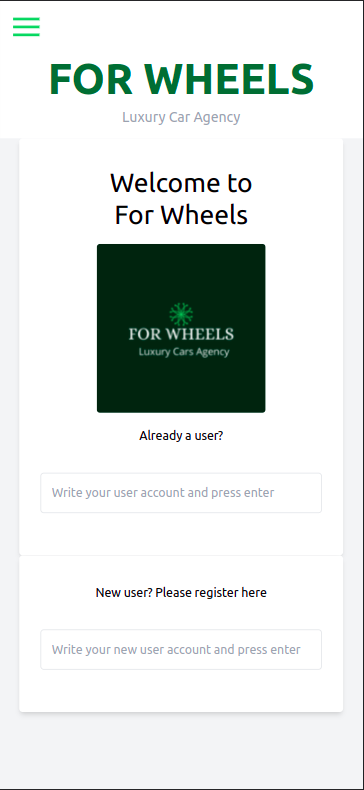 FOR WHEELS
Luxury Car Agency
Welcome to
For Wheels
FOR WHEELS
Luxury Cars Agency
Already a user?
Write your user account and press enter
New user? Please register here
Write your new user account and press enter